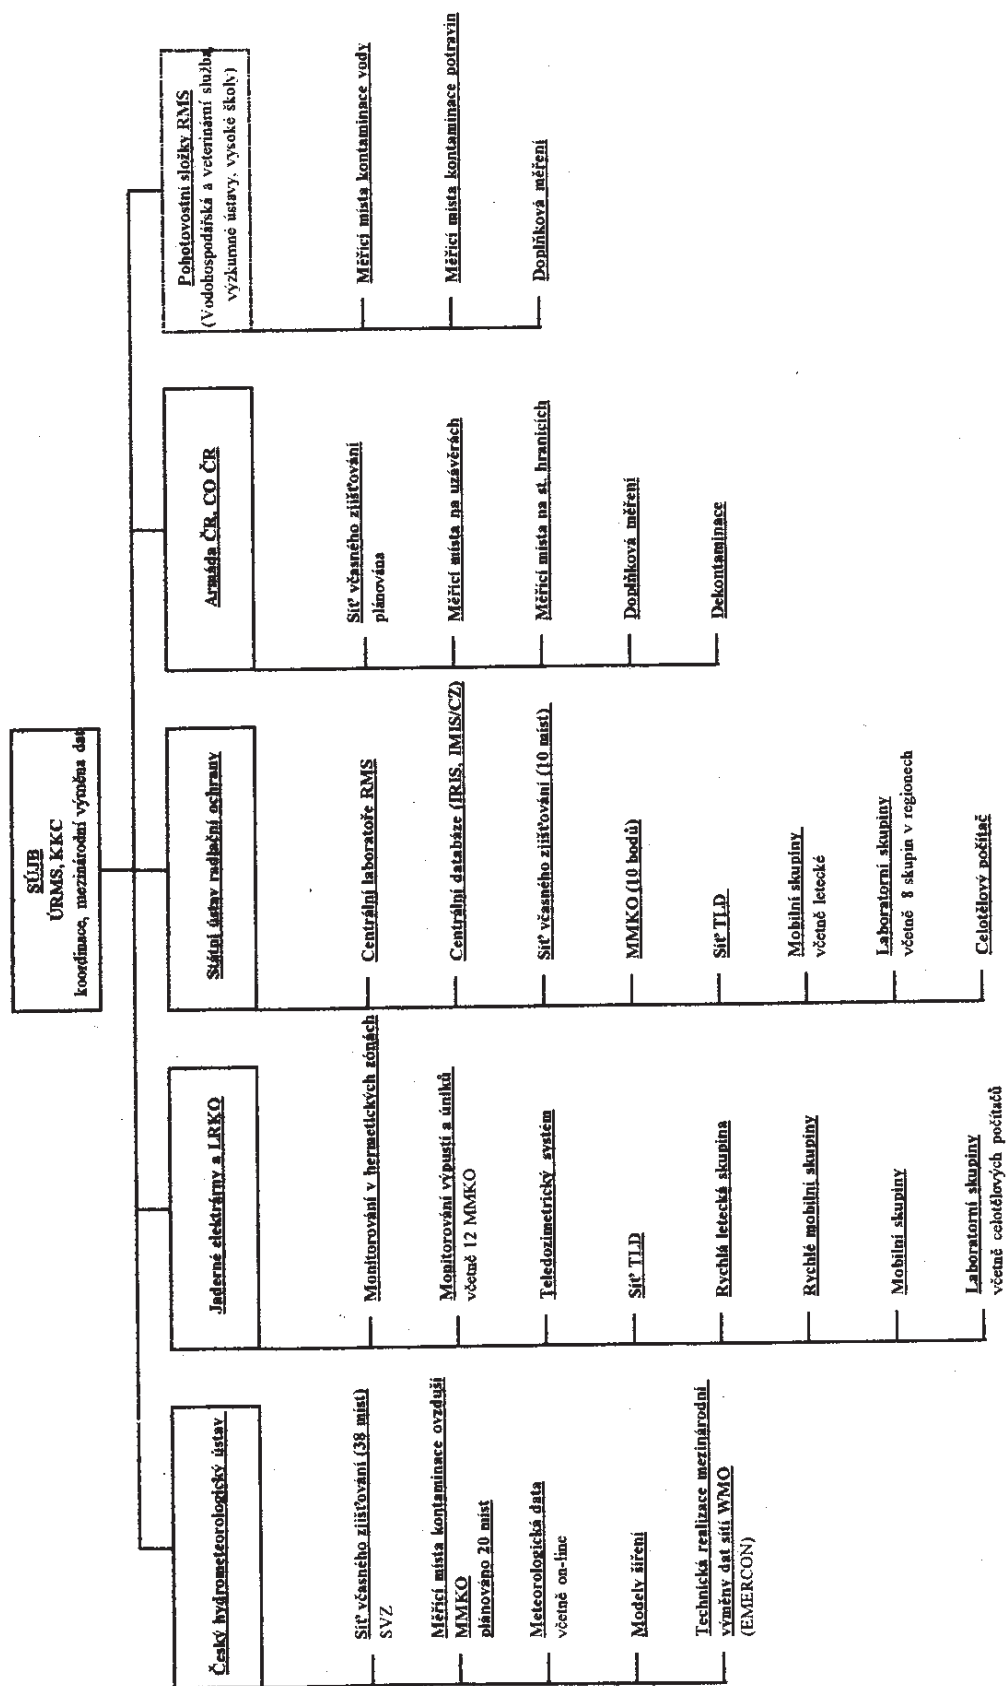 SÚJB
ÚRMS, KKC
koordinace, mezinárodní výměna dat
Český hydrometeorologický ústav
Síť včasného zjišťování (38 míst)
SVZ
Měřící místa kontaminace ovzduší
MMKO
plánováno 20 míst
Meteorologická data
včetně on-line
Modely šíření
Technická realizace mezinárodní
výměny dat sítí WMO
(EMERCON)
Jaderné elektrárny a LRKO
Monitorování v hermetických zónách
Monitorování výpustí a úniků
včetně 12 MMKO
Teledozimetrický systém
Síť TLD
Rychlá letecká skupina
Rychlé mobilní skupiny
Mobilní skupiny
Laboratorní skupiny
včetně celotělových počítačů
Státní ústav radiační ochrany
Centrální laboratoře RMS
Centrální databáze (IRIS, IMIS/CZ)
Síť včasného zjišťování (10 míst)
MMKO (10 bodů)
Síť TLD
Mobilní skupiny
včetně letecké
Laboratorní skupiny
včetně 8 skupin v regionech
Celotělový počítač
Armáda ČR, CO ČR
Síť včasného zjišťování
plánována
Měřící místa na uzávěrách
Měřící místa na st. hranicích
Doplňková měření
Dekontaminace
Pohotovostní složky RMS
(Vodohospodářská a veterinární služba,
výzkumné ústavy, vysoké školy)
Měřící místa kontaminace vody
Měřící místa kontaminace potravin
Doplňková měření